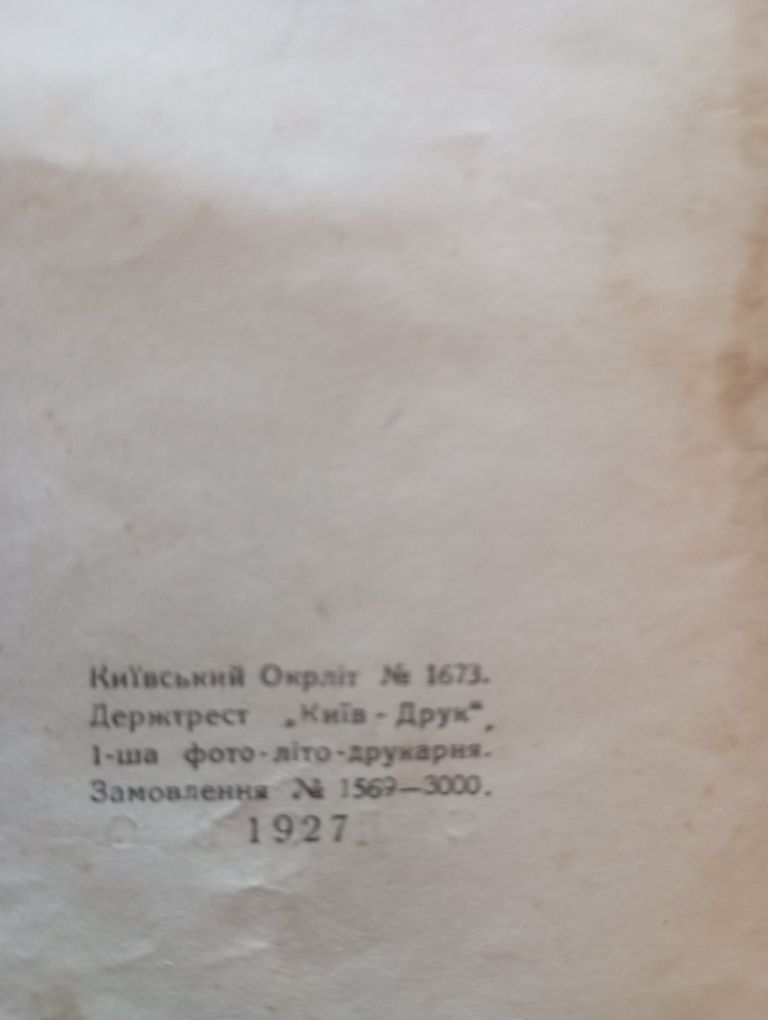 Київський Окрліт № 1673.
Держтрест „Київ - Друк“,
1-ша фото-літо-друкарня.
Замовлення № 1569—3000.
1927